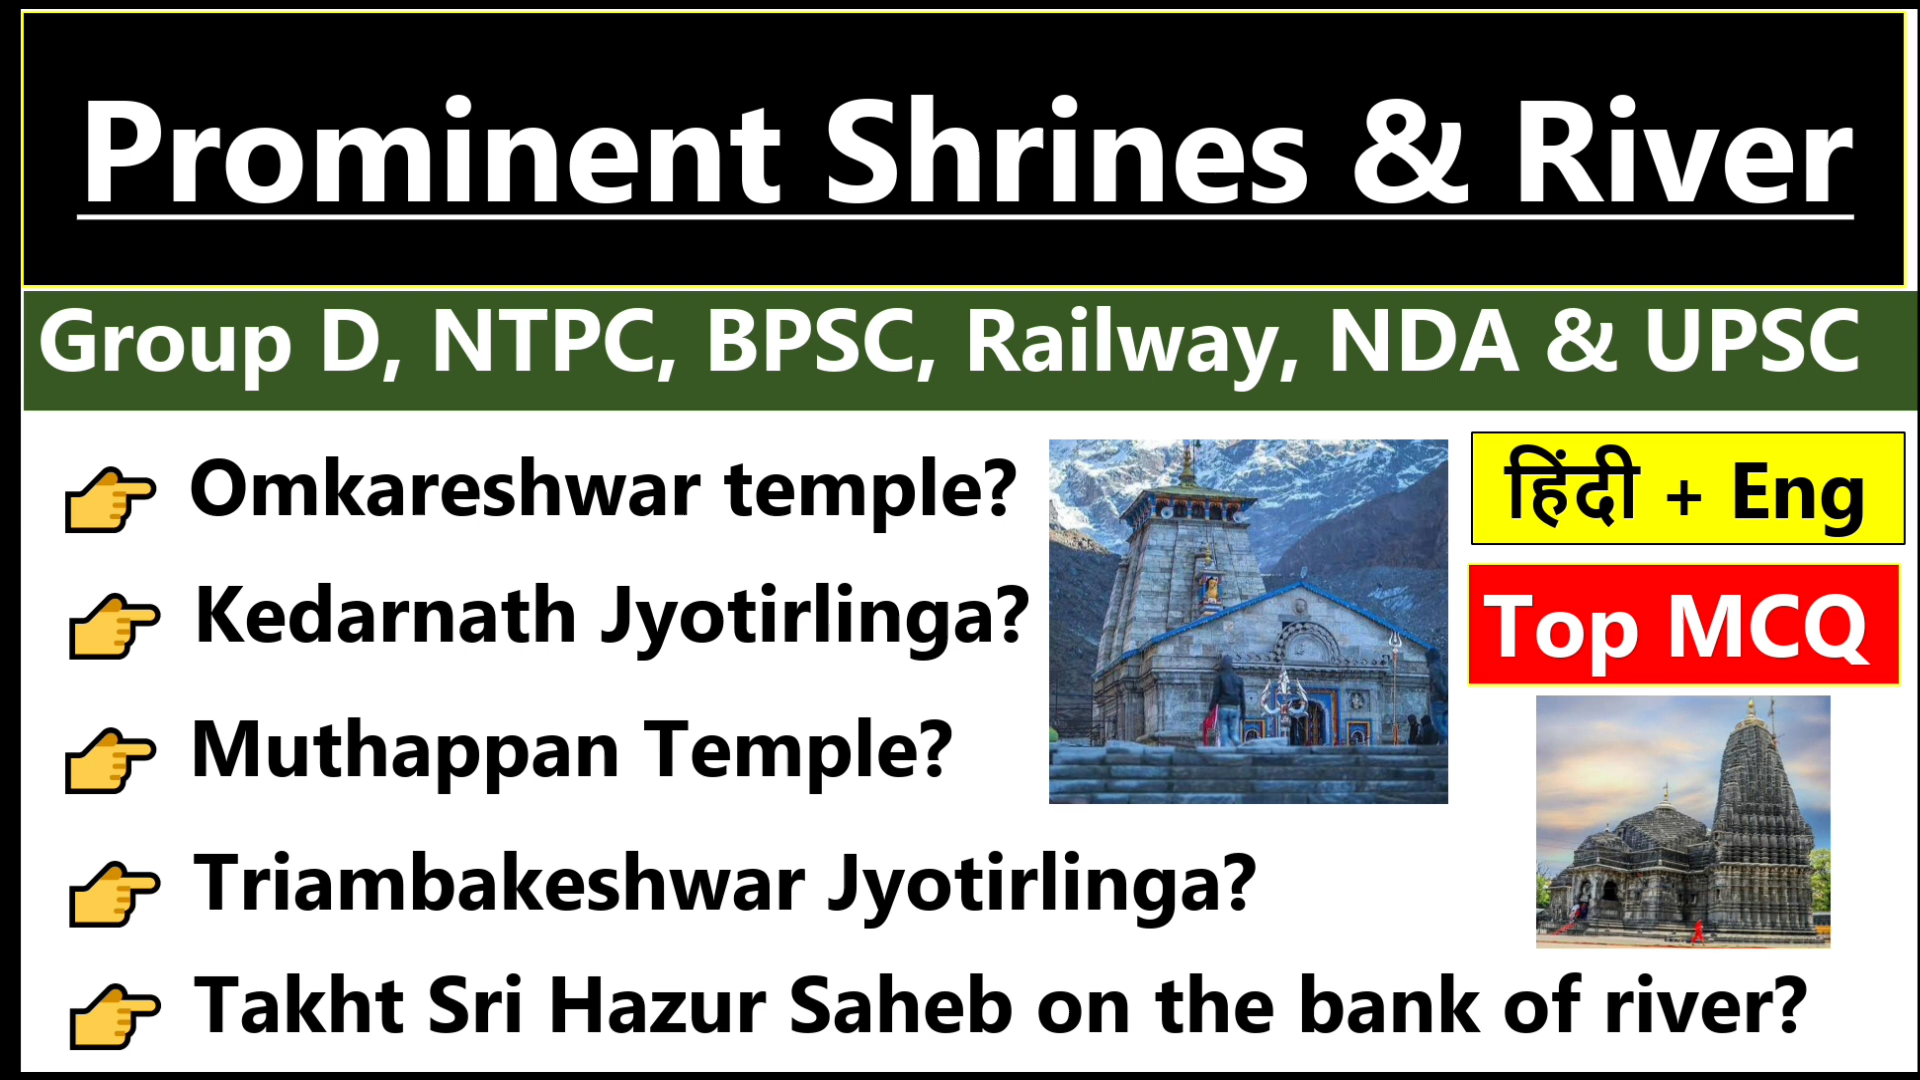 Prominent Shrines & River
Group D, NTPC, BPSC, Railway, NDA & UPSC
Omkareshwar temple?
हिंदी + Eng
Kedarnath Jyotirlinga?
Top MCQ
Muthappan Temple?
Triambakeshwar Jyotirlinga?
Takht Sri Hazur Saheb on the bank of river?